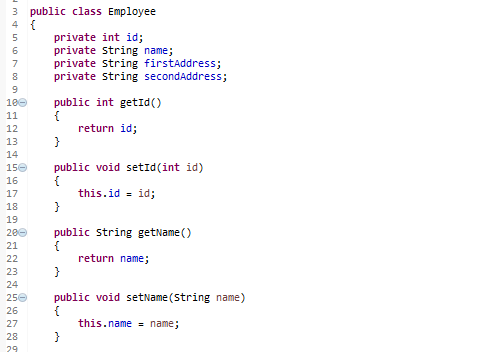 3 public class Employee
4 {
5 private int id;
6 private String name;
7 private String firstAddress;
8 private String secondAddress;
9
10 public int getId()
11 {
12 return id;
13 }
14
15 public void setId(int id)
16 {
17 this.id = id;
18 }
19
20 public String getName()
21 {
22 return name;
23 }
24
25 public void setName(String name)
26 {
27 this.name = name;
28 }
29